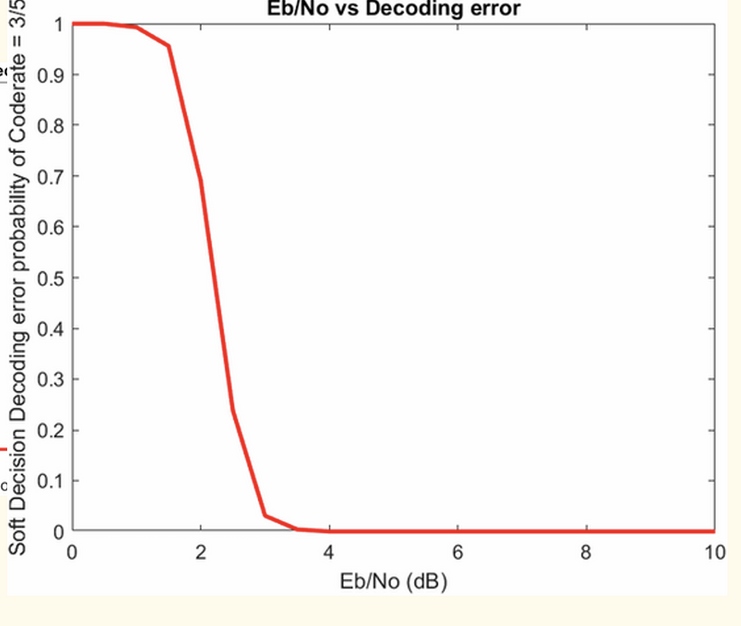 Eb/No vs Decoding error
Soft Decision Decoding error probability of Coderate = 3/5
1
0.9
0.8
0.7
0.6
0.5
0.4
0.3
0.2
0.1
0
0 2 4 6 8 10
Eb/No (dB)